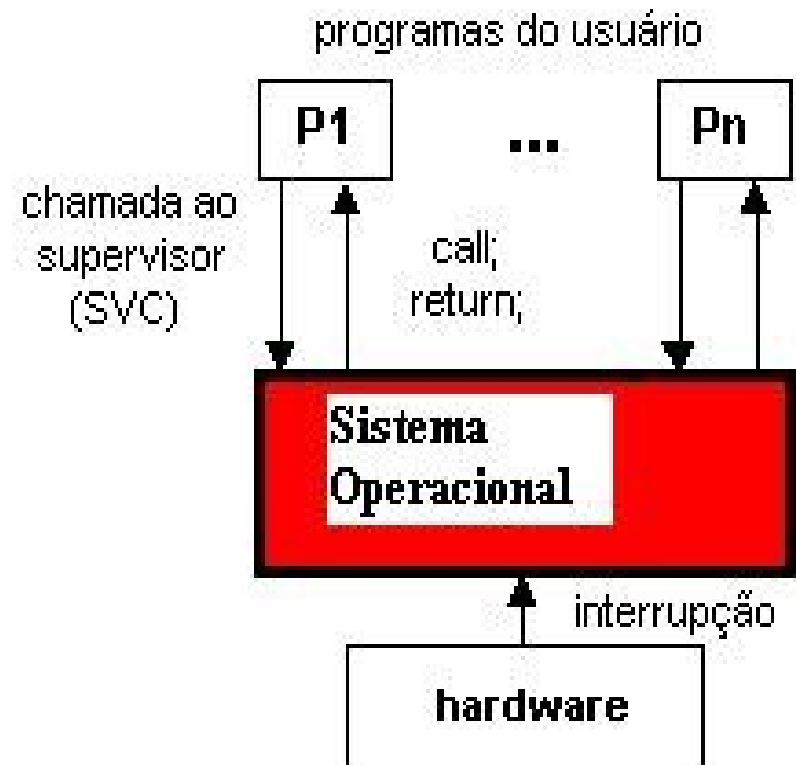 programas do usuário
P1
...
Pn
chamada ao
supervisor
(SVC)
call;
return;
Sistema
Operacional
interrupção
hardware